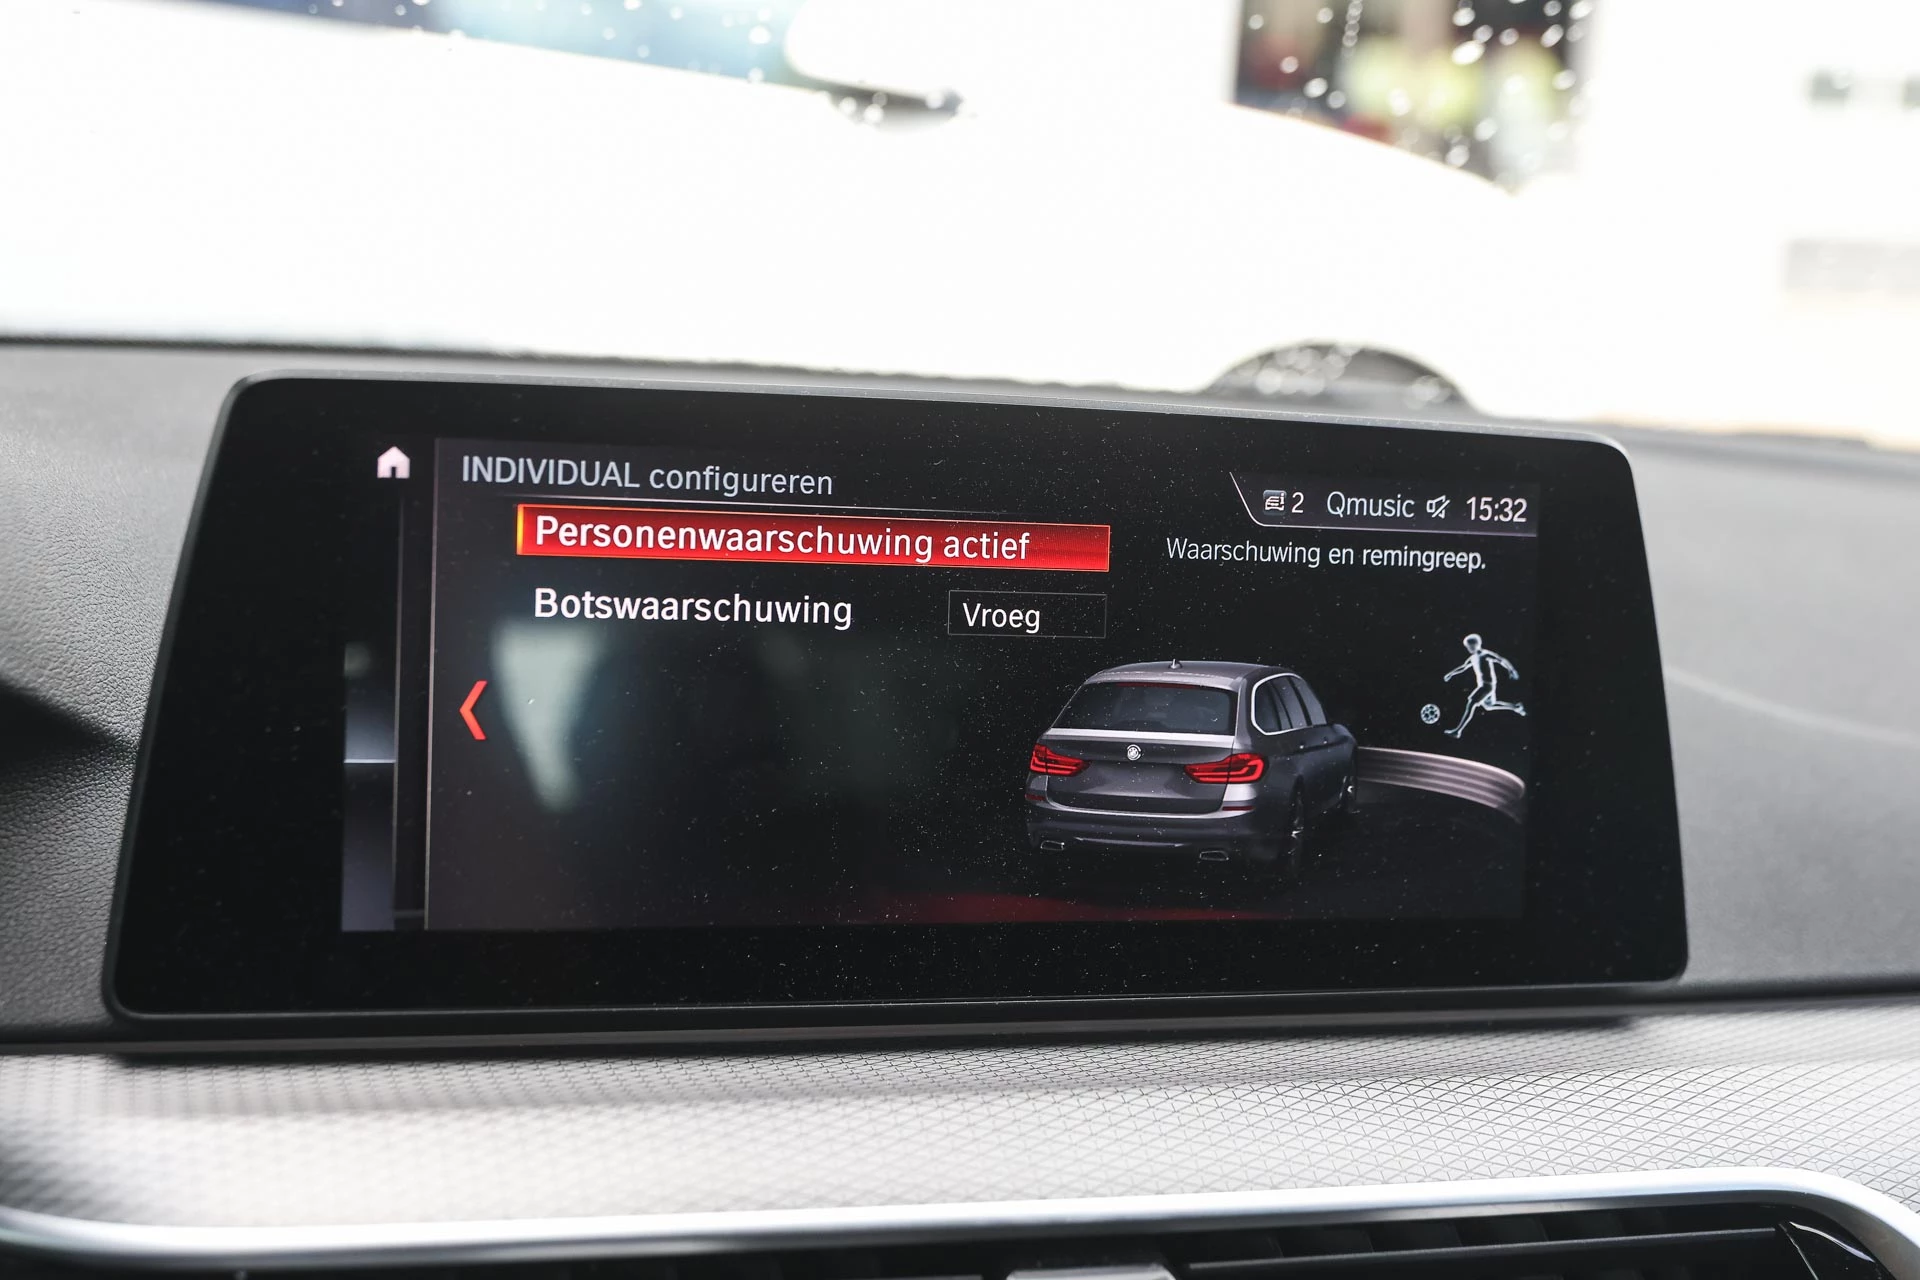 INDIVIDUAL configureren
2 Qmusic 15:32
Personenwaarschuwing actief
Waarschuwing en remingreep.
Botswaarschuwing Vroeg